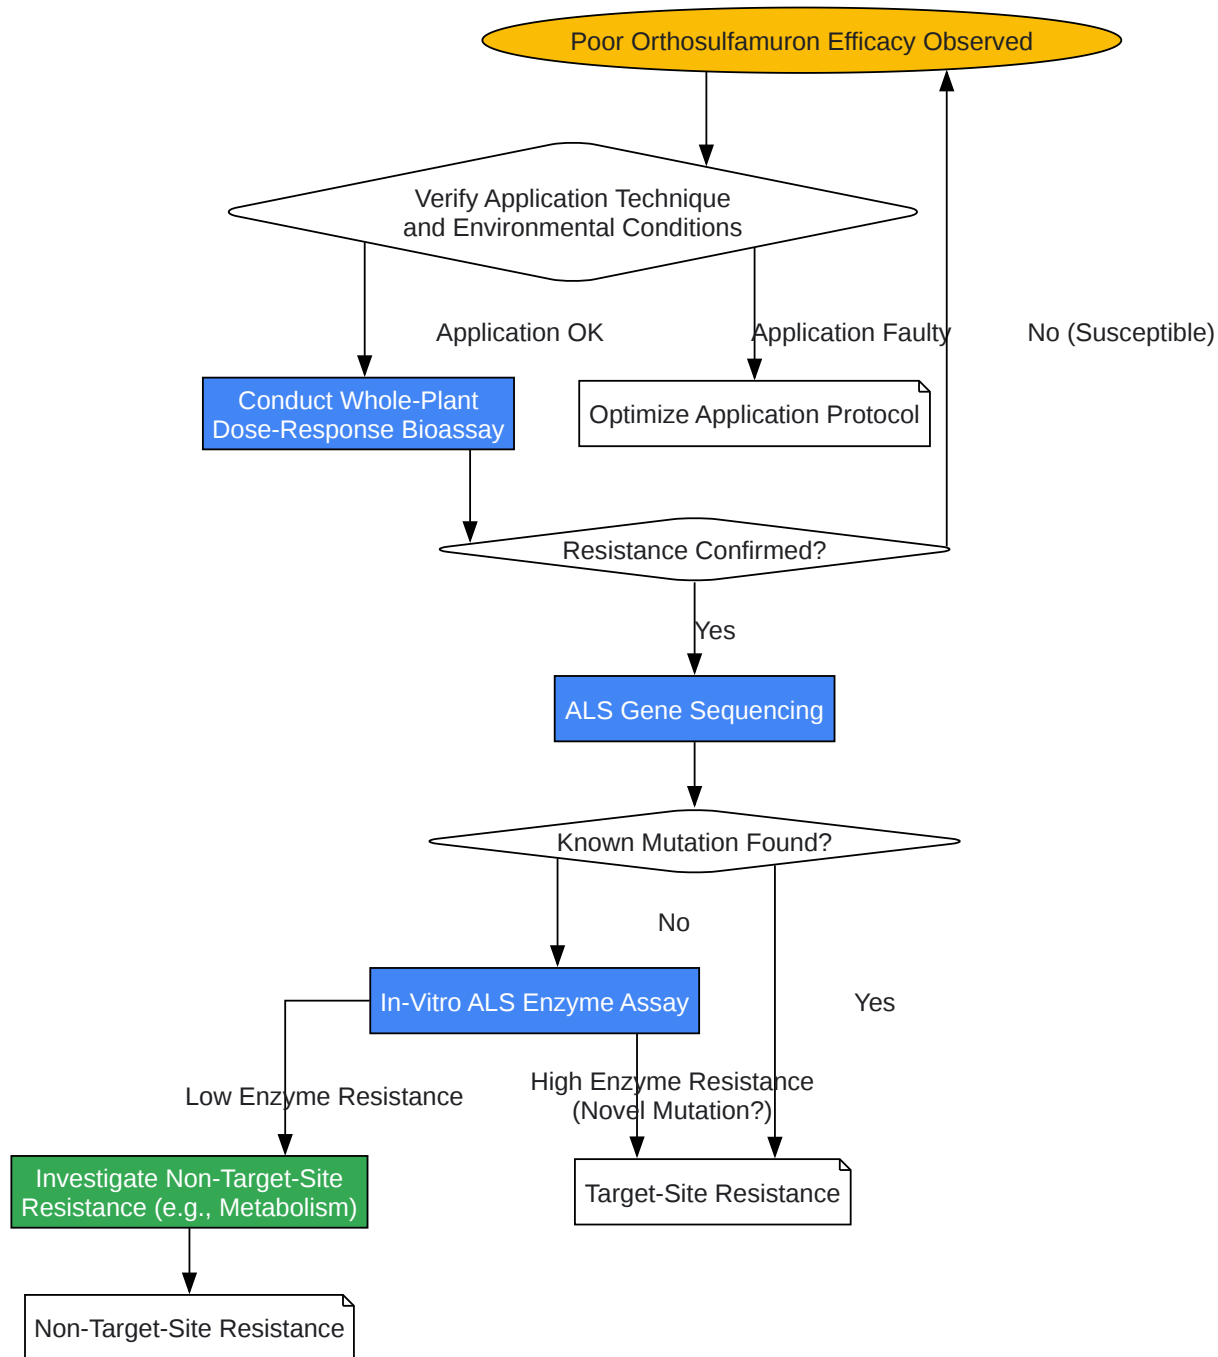 Poor Orthosulfamuron Efficacy Observed
Verify Application Technique
and Environmental Conditions
Application OK
Application Faulty
No (Susceptible)
Conduct Whole-Plant
Dose-Response Bioassay
Optimize Application Protocol
Resistance Confirmed?
Yes
ALS Gene Sequencing
Known Mutation Found?
No
In-Vitro ALS Enzyme Assay
Yes
Low Enzyme Resistance
High Enzyme Resistance
(Novel Mutation?)
Investigate Non-Target-Site
Resistance (e.g., Metabolism)
Target-Site Resistance
Non-Target-Site Resistance